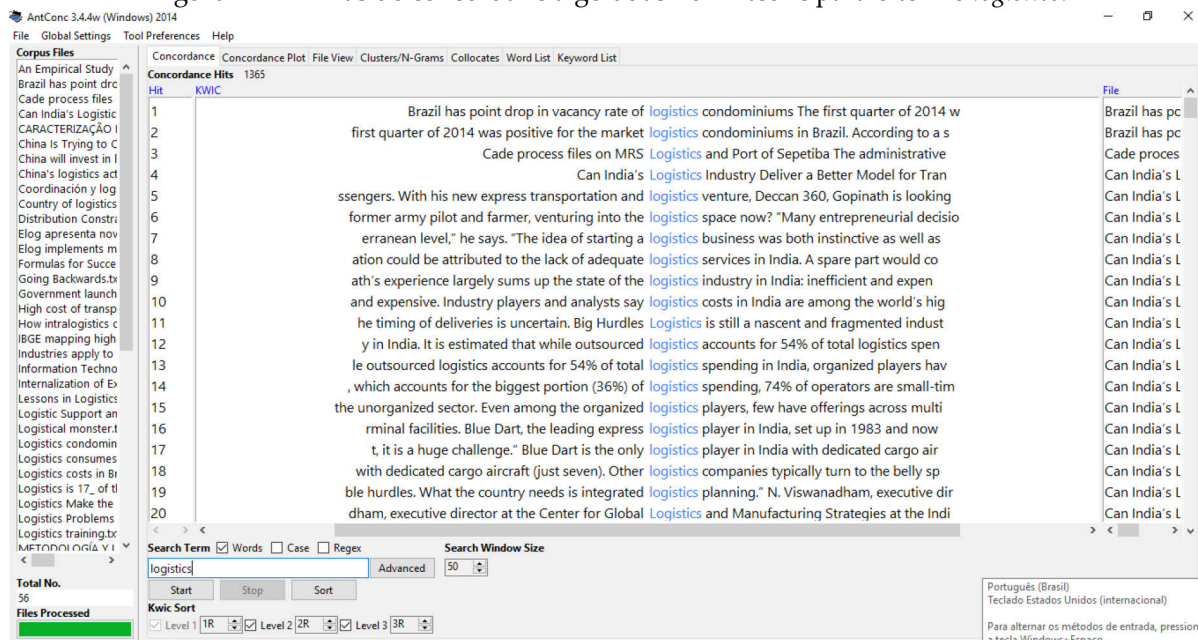 AntConc 3.4.4w (Windows) 2014
File Global Settings Tool Preferences Help
Corpus Files
An Empirical Study
Brazil has point drc
Cade process files
Can India's Logistic
CARACTERIZAÇÃO I
China Is Trying to C
China will invest in l
China's logistics act
Coordinación y log
Country of logistics
Distribution Constra
Elog apresenta nov
Elog implements m
Formulas for Succe
Going Backwards.tx
Government launch
High cost of transp
How intralogistics c
IBGE mapping high
Industries apply to
Information Techno
Internalization of Ex
Lessons in Logistics
Logistic Support an
Logistical monster.t
Logistics condomin
Logistics consumes
Logistics costs in Br
Logistics is 17_ of tl
Logistics Make the
Logistics Problems
Logistics training.tx
METODOLOGÍA Y I
Total No.
56
Files Processed
Concordance Concordance Plot File View Clusters/N-Grams Collocates Word List Keyword List
Concordance Hits 1365
Hit KWIC File
1 Brazil has point drop in vacancy rate of logistics condominiums The first quarter of 2014 w Brazil has pc
2 first quarter of 2014 was positive for the market logistics condominiums in Brazil. According to a s Brazil has pc
3 Cade process files on MRS Logistics and Port of Sepetiba The administrative Cade proces
4 Can India's Logistics Industry Deliver a Better Model for Tran Can India's L
5 ssengers. With his new express transportation and logistics venture, Deccan 360, Gopinath is looking Can India's L
6 former army pilot and farmer, venturing into the logistics space now? "Many entrepreneurial decisio Can India's L
7 erranean level," he says. "The idea of starting a logistics business was both instinctive as well as Can India's L
8 ation could be attributed to the lack of adequate logistics services in India. A spare part would co Can India's L
9 ath's experience largely sums up the state of the logistics industry in India: inefficient and expen Can India's L
10 and expensive. Industry players and analysts say logistics costs in India are among the world's hig Can India's L
11 he timing of deliveries is uncertain. Big Hurdles Logistics is still a nascent and fragmented indust Can India's L
12 y in India. It is estimated that while outsourced logistics accounts for 54% of total logistics spen Can India's L
13 le outsourced logistics accounts for 54% of total logistics spending in India, organized players hav Can India's L
14 , which accounts for the biggest portion (36%) of logistics spending, 74% of operators are small-tim Can India's L
15 the unorganized sector. Even among the organized logistics players, few have offerings across multi Can India's L
16 rminal facilities. Blue Dart, the leading express logistics player in India, set up in 1983 and now Can India's L
17 t, it is a huge challenge." Blue Dart is the only logistics player in India with dedicated cargo air Can India's L
18 with dedicated cargo aircraft (just seven). Other logistics companies typically turn to the belly sp Can India's L
19 ble hurdles. What the country needs is integrated logistics planning." N. Viswanadham, executive dir Can India's L
20 dham, executive director at the Center for Global Logistics and Manufacturing Strategies at the Indi Can India's L
Search Term Words Case Regex Search Window Size
logistics Advanced 50
Start Stop Sort
Kwic Sort
Level 1 1R Level 2 2R Level 3 3R
Português (Brasil)
Teclado Estados Unidos (internacional)
Para alternar os métodos de entrada, pression
a tecla Windows+Espaço